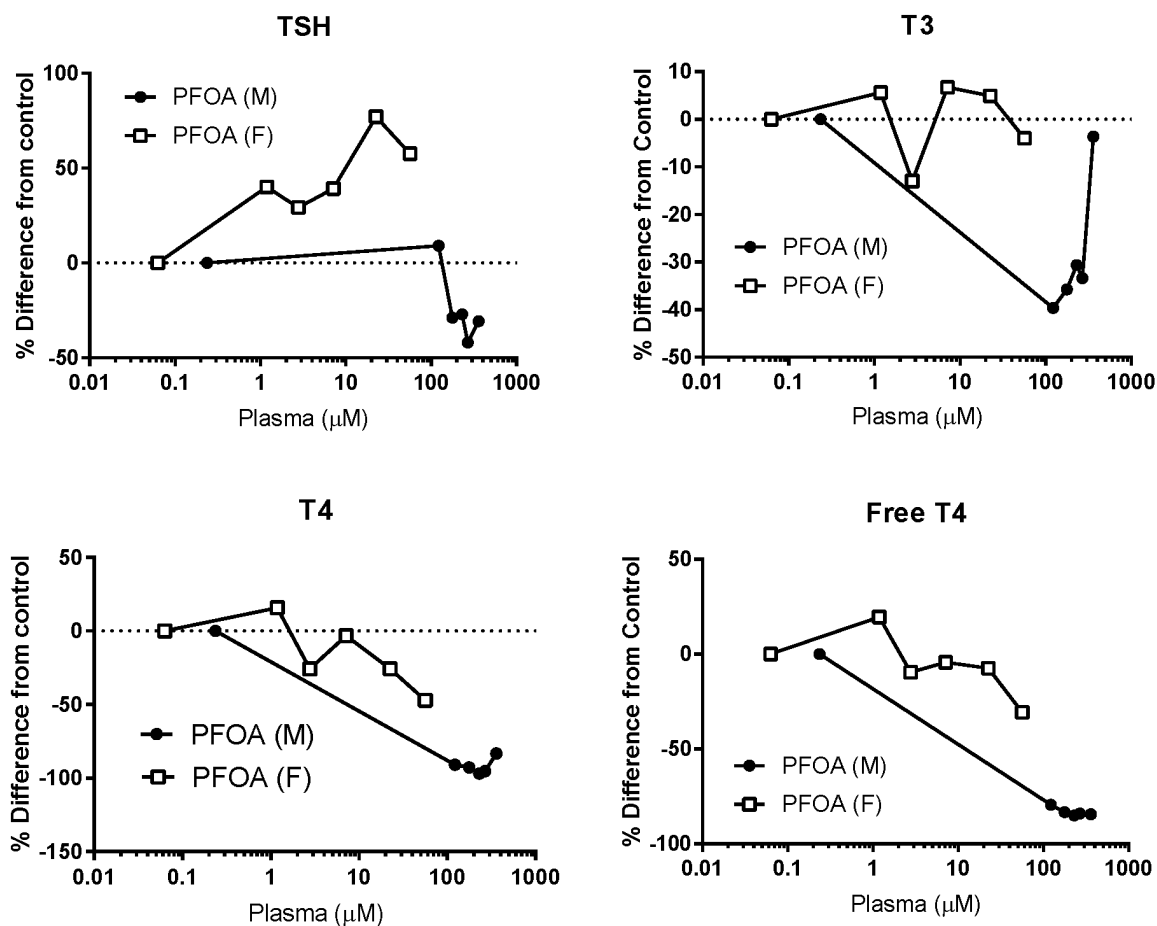 TSH
% Difference from control
100
50
0
-50
PFOA (M)
PFOA (F)
0.01 0.1 1 10 100 1000
Plasma (μM)
T3
% Difference from Control
10
0
-10
-20
-30
-40
-50
PFOA (M)
PFOA (F)
0.01 0.1 1 10 100 1000
Plasma (μM)
T4
% Difference from control
50
0
-50
-100
-150
PFOA (M)
PFOA (F)
0.01 0.1 1 10 100 1000
Plasma (μM)
Free T4
% Difference from Control
50
0
-50
-100
PFOA (M)
PFOA (F)
0.01 0.1 1 10 100 1000
Plasma (μM)